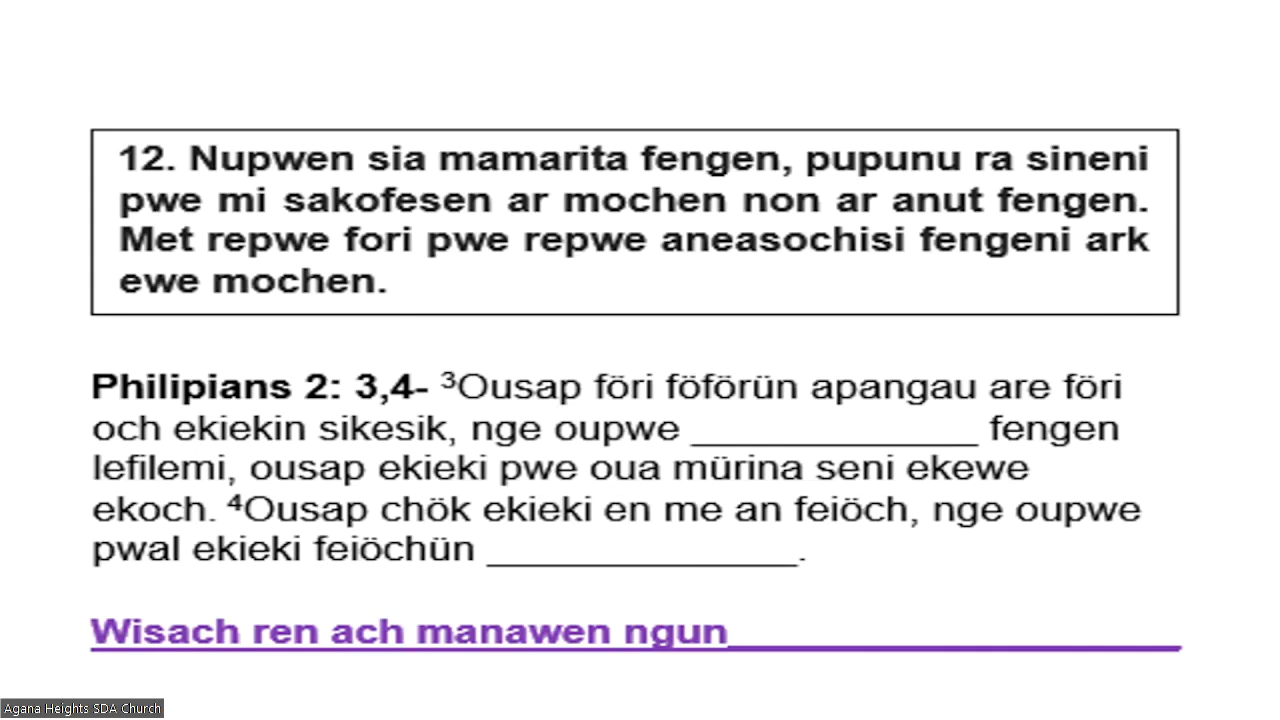 12. Nupwen sia mamarita fengen, pupunu ra sineni
pwe mi sakofesen ar mochen non ar anut fengen.
Met repwe fori pwe repwe aneasochisi fengeni ark
ewe mochen.
Philipians 2: 3,4- ³Ousap föri föförün apangau are föri
och ekiekin sikesik, nge oupwe _______________ fengen
lefilemi, ousap ekieki pwe oua mürina seni ekewe
ekoch. ⁴Ousap chök ekieki en me an feiöch, nge oupwe
pwal ekieki feiöchün ________________.
Wisach ren ach manawen ngun________________________
Agana Heights SDA Church